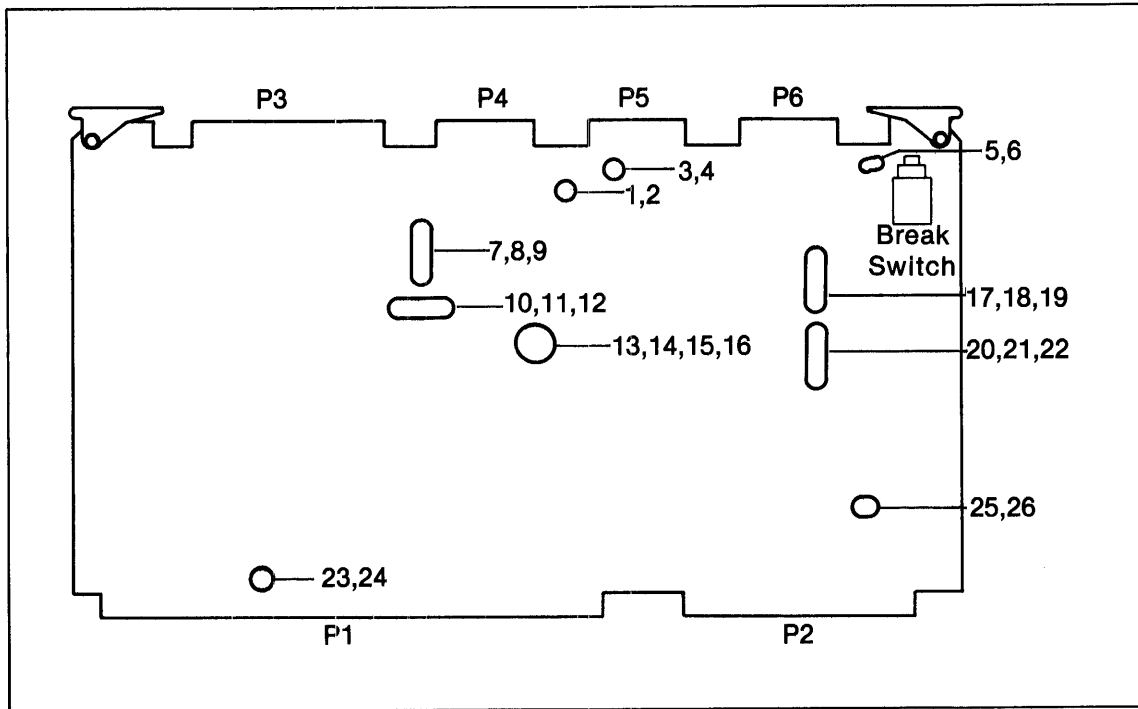 P3
P4
P5
P6
5,6
3,4
1,2
Break
Switch
7,8,9
10,11,12
17,18,19
13,14,15,16
20,21,22
25,26
23,24
P1
P2